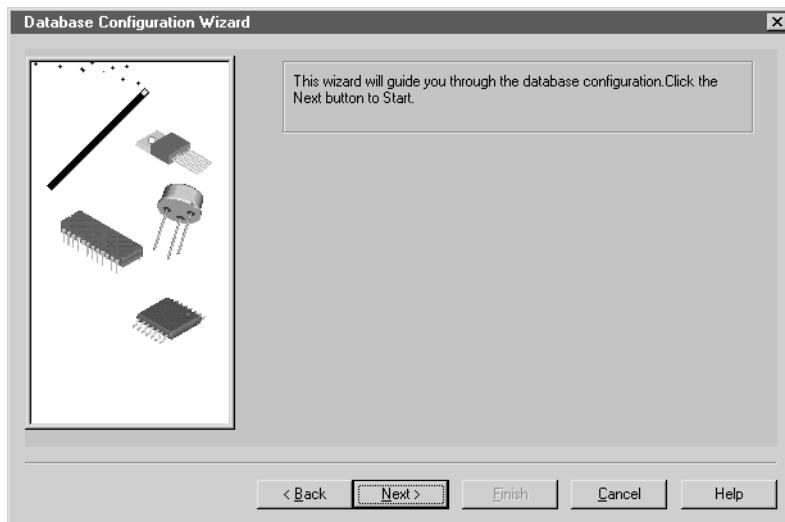 Database Configuration Wizard
This wizard will guide you through the database configuration.Click the
Next button to Start.
< Back
Next >
Finish
Cancel
Help